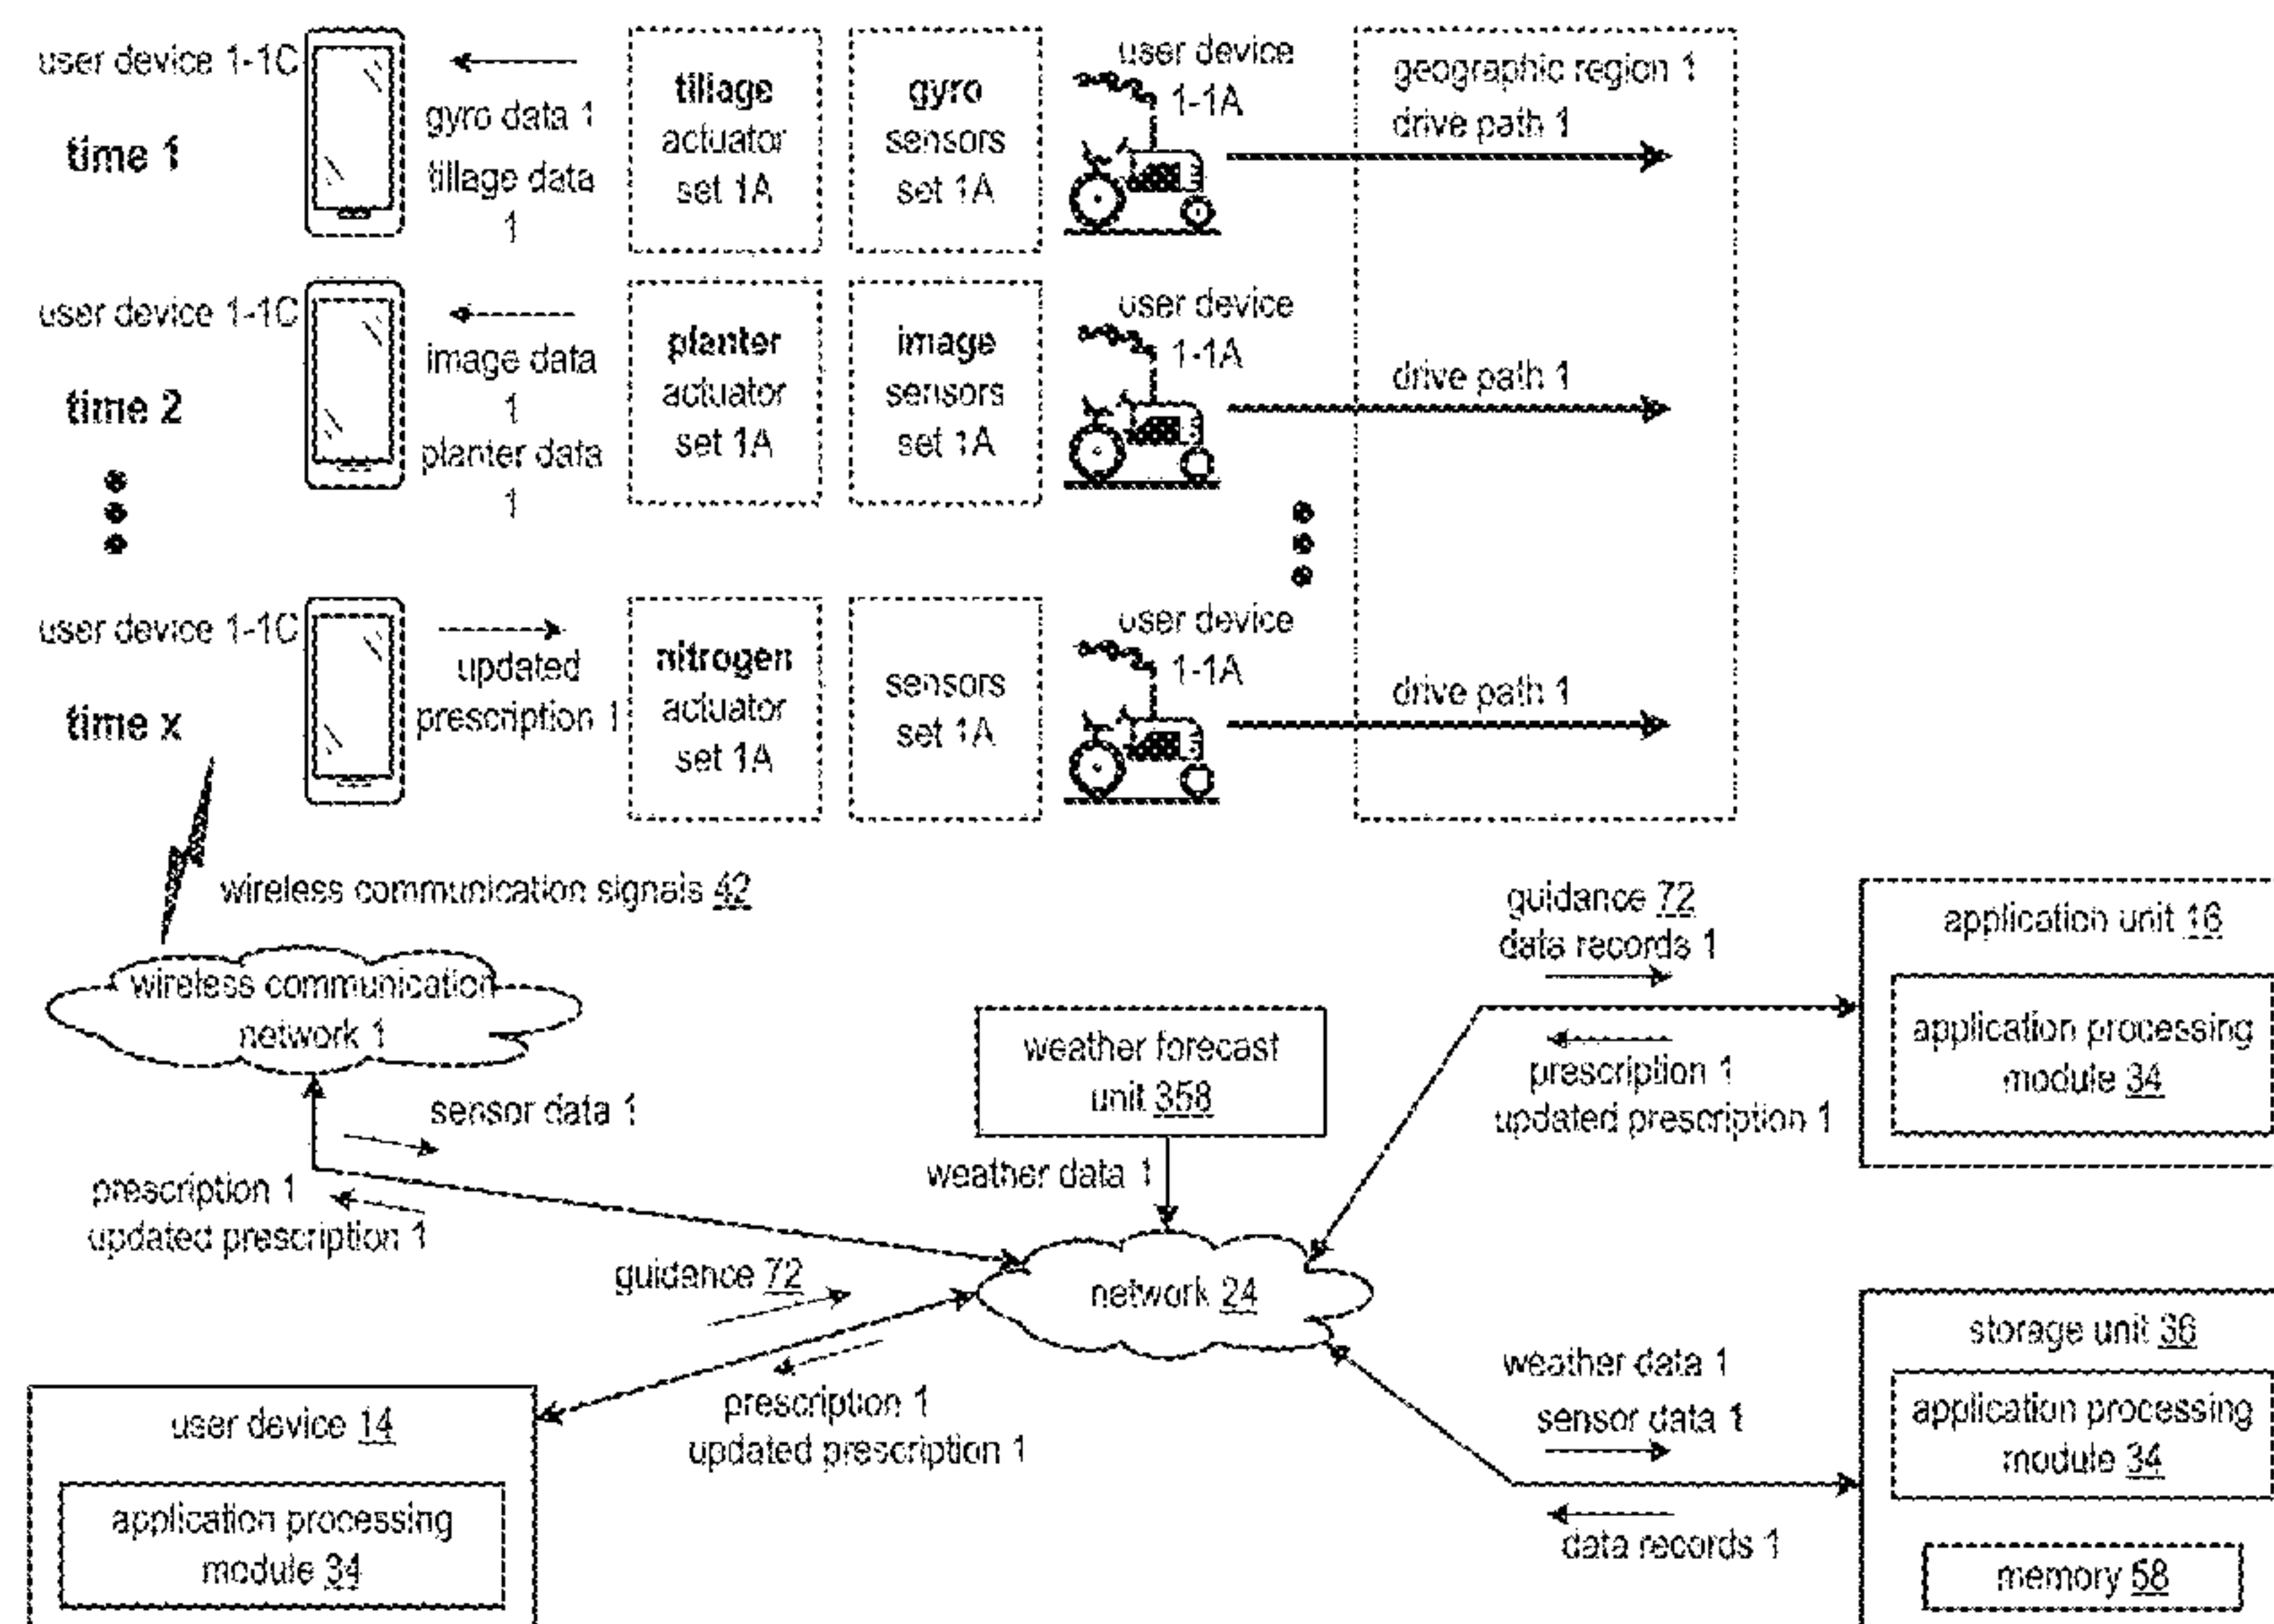 user device 1-1C
time 1
gyro data 1
tillage data
1
tillage
actuator
set 1A
gyro
sensors
set 1A
user device
1-1A
geographic region 1
drive path 1
user device 1-1C
time 2
image data
1
planter data
1
planter
actuator
set 1A
image
sensors
set 1A
user device
1-1A
drive path 1
user device 1-1C
time x
updated
prescription 1
nitrogen
actuator
set 1A
sensors
set 1A
user device
1-1A
drive path 1
wireless communication signals 42
wireless communication
network 1
sensor data 1
prescription 1
updated prescription 1
weather forecast
unit 358
weather data 1
guidance 72
data records 1
prescription 1
updated prescription 1
application unit 16
application processing
module 34
guidance 72
network 24
prescription 1
updated prescription 1
user device 14
application processing
module 34
weather data 1
sensor data 1
data records 1
storage unit 36
application processing
module 34
memory 58